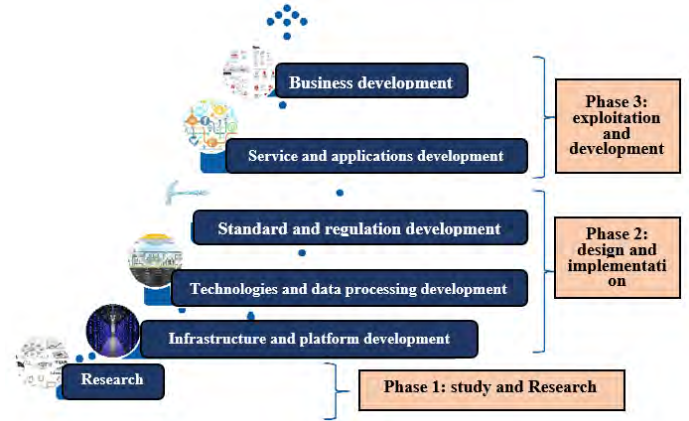 Business development
Phase 3:
exploitation
and
development
Service and applications development
Standard and regulation development
Phase 2:
design and
implementati
on
Technologies and data processing development
Infrastructure and platform development
Research
Phase 1: study and Research